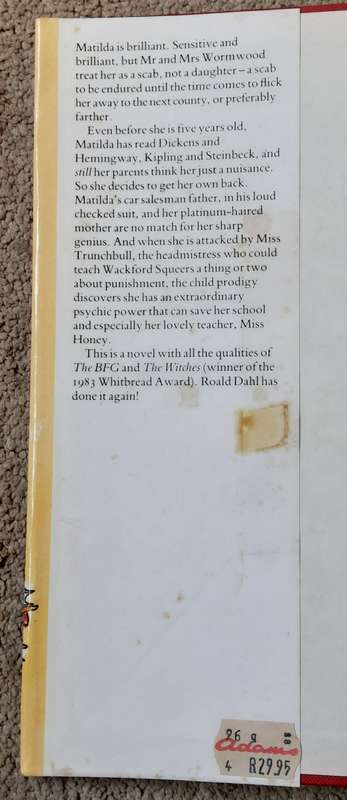 Matilda is brilliant. Sensitive and
brilliant, but Mr and Mrs Wormwood
treat her as a scab, not a daughter – a scab
to be endured until the time comes to flick
her away to the next county, or preferably
farther.
Even before she is five years old,
Matilda has read Dickens and
Hemingway, Kipling and Steinbeck, and
still her parents think her just a nuisance.
So she decides to get her own back.
Matilda's car salesman father, in his loud
checked suit, and her platinum-haired
mother are no match for her sharp
genius. And when she is attacked by Miss
Trunchbull, the headmistress who could
teach Wackford Squeers a thing or two
about punishment, the child prodigy
discovers she has an extraordinary
psychic power that can save her school
and especially her lovely teacher, Miss
Honey.
This is a novel with all the qualities of
The BFG and The Witches (winner of the
1983 Whitbread Award). Roald Dahl has
done it again!
26 9 88
adams
4 R29.95